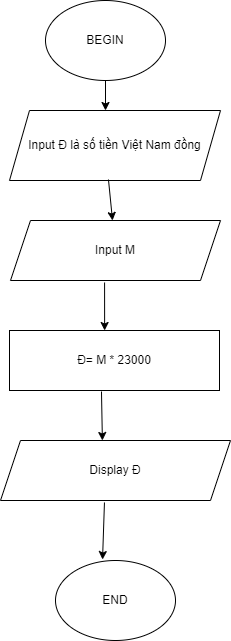 BEGIN
Input Đ là số tiền Việt Nam đồng
Input M
Đ= M * 23000
Display Đ
END